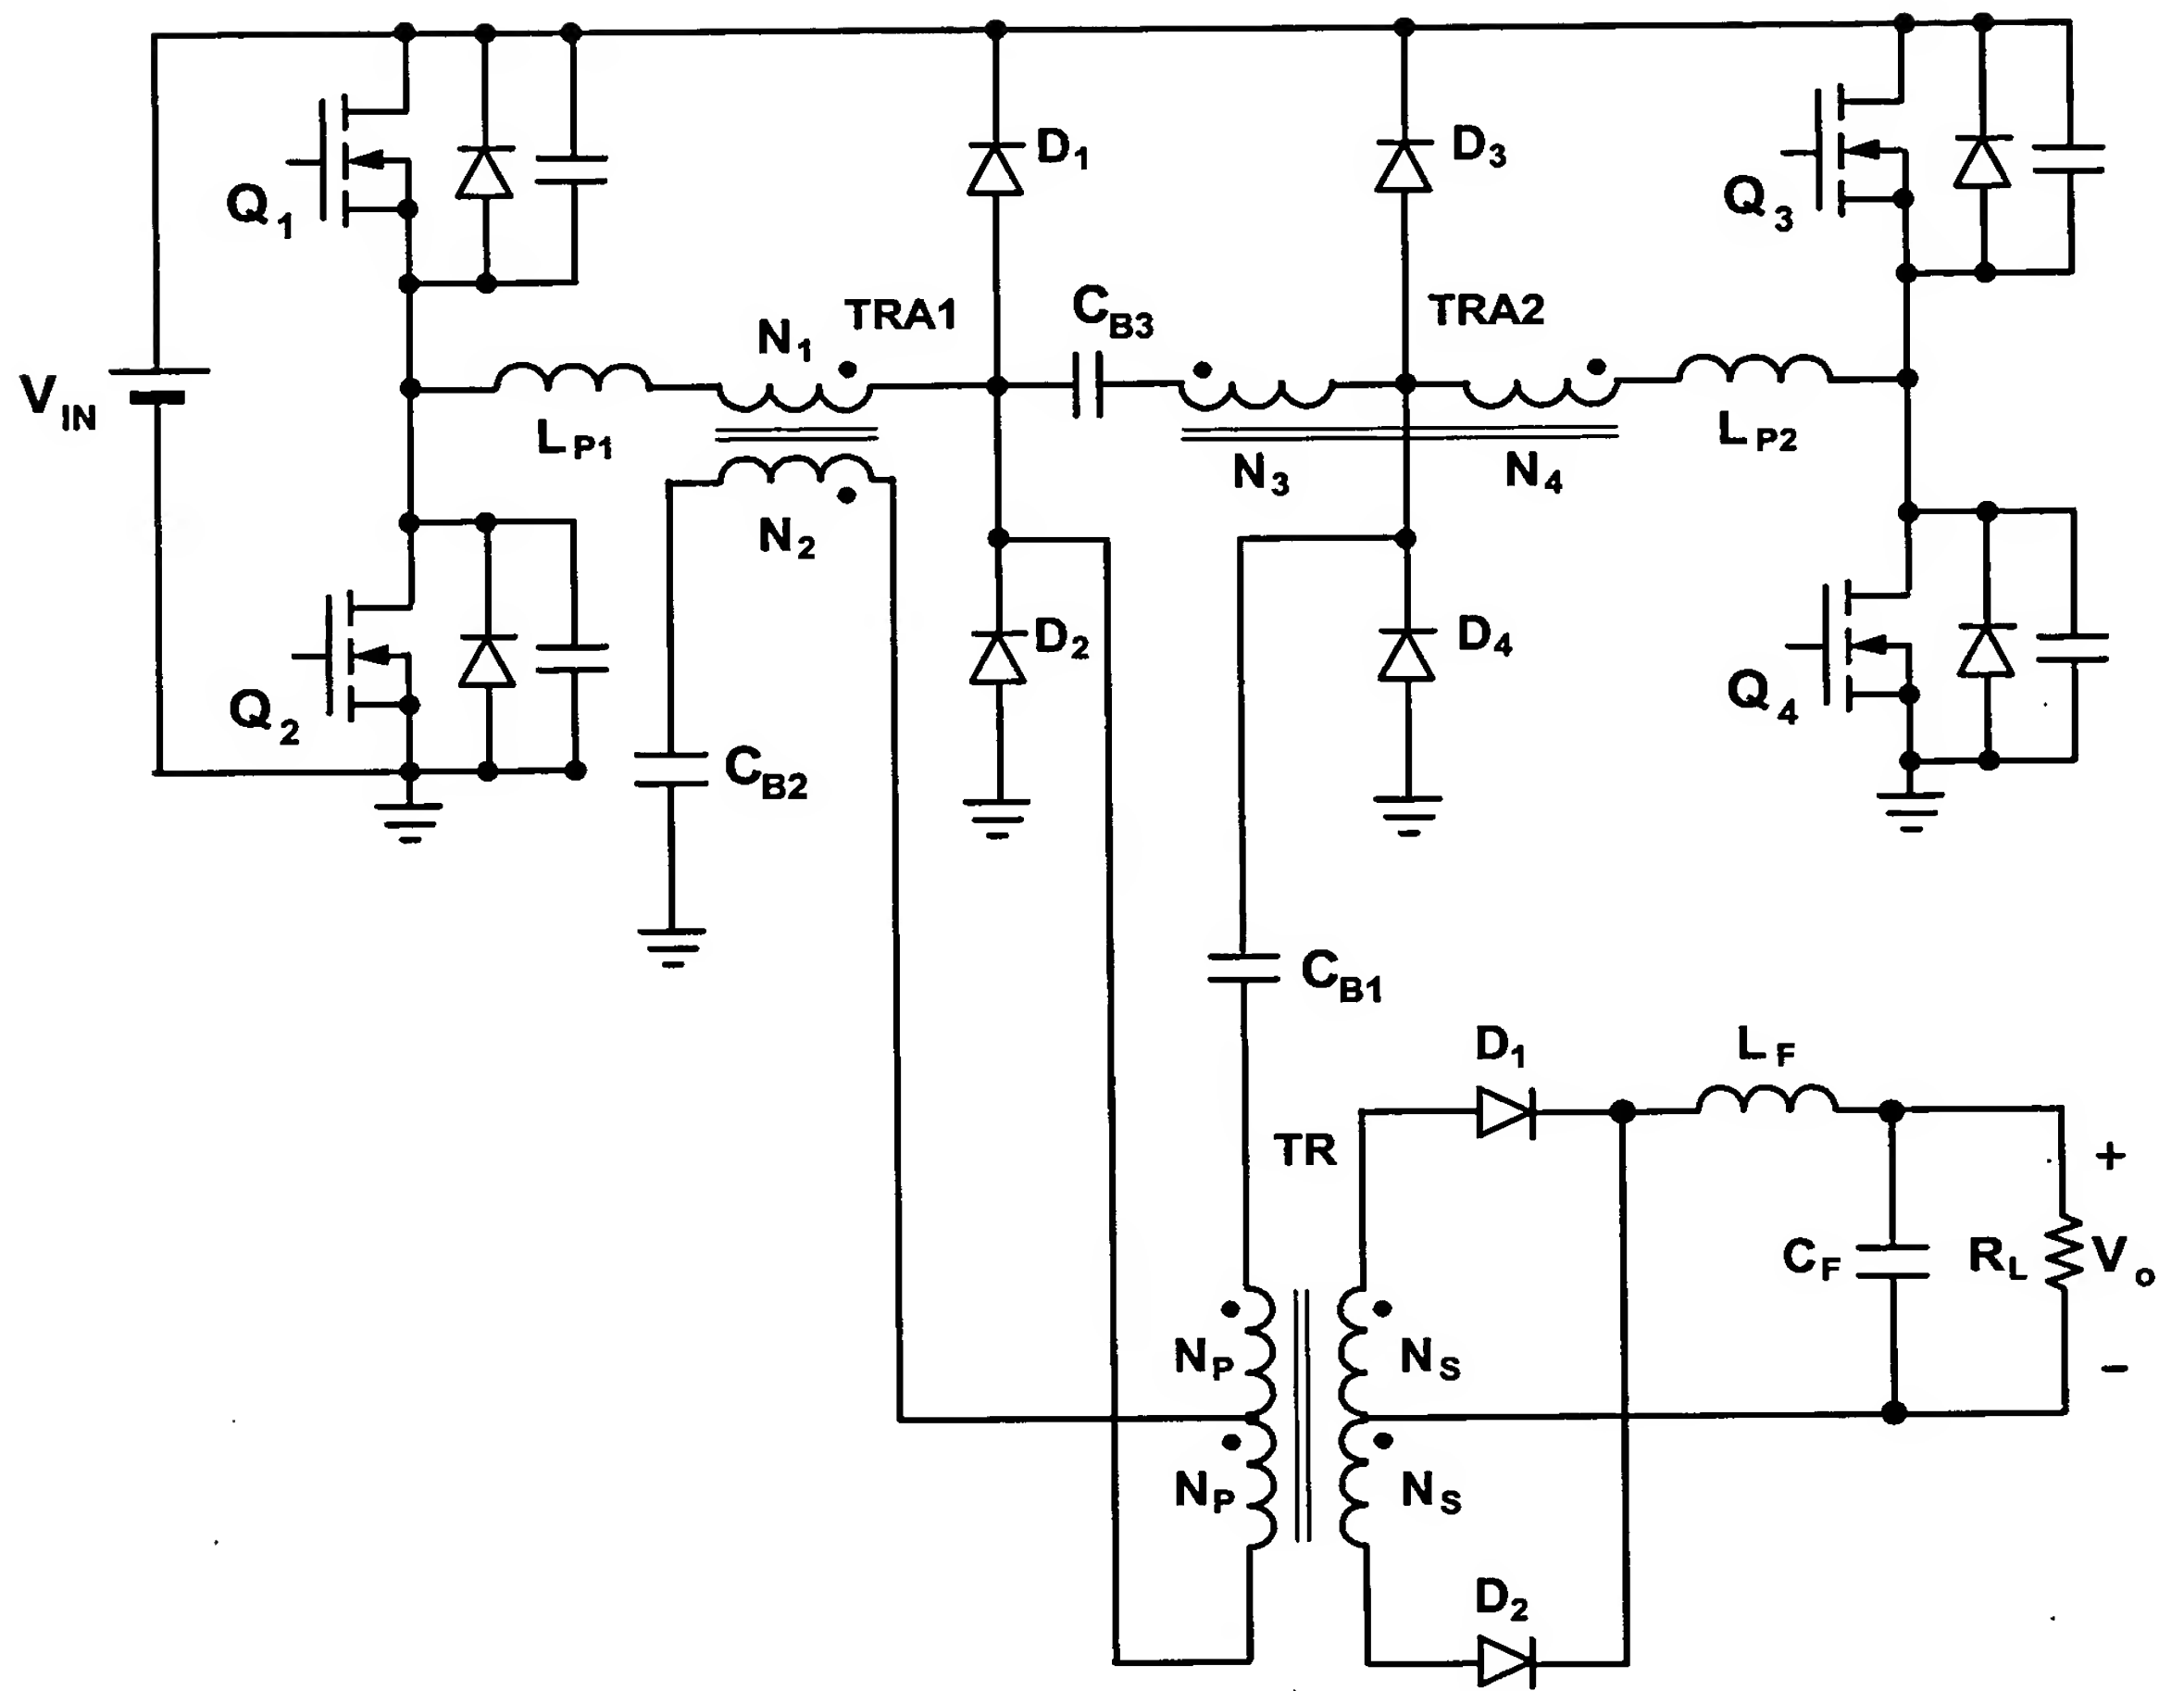 D1
D3
Q1
Q3
TRA1
CB3
TRA2
N1
VIN
LP1
LP2
N3
N4
N2
D2
D4
Q2
Q4
CB2
CB1
D1
LF
TR
+
CF
RL
Vo
NP
NS
−
NP
NS
D2